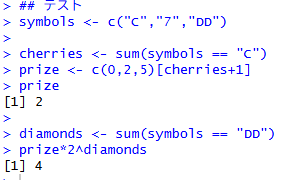 > ## テスト
> symbols <- c("C","7","DD")
>
> cherries <- sum(symbols == "C")
> prize <- c(0,2,5)[cherries+1]
> prize
[1] 2
>
> diamonds <- sum(symbols == "DD")
> prize*2^diamonds
[1] 4